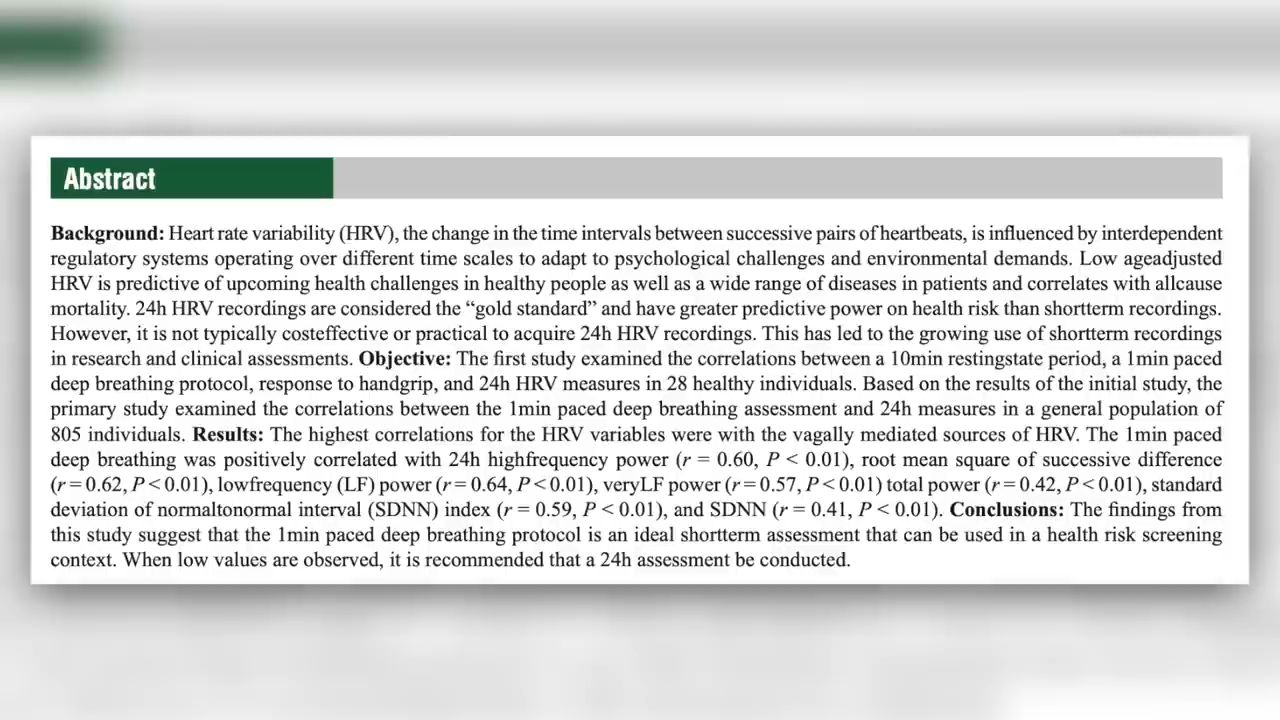 Abstract
Background: Heart rate variability (HRV), the change in the time intervals between successive pairs of heartbeats, is influenced by interdependent
regulatory systems operating over different time scales to adapt to psychological challenges and environmental demands. Low ageadjusted
HRV is predictive of upcoming health challenges in healthy people as well as a wide range of diseases in patients and correlates with allcause
mortality. 24h HRV recordings are considered the “gold standard” and have greater predictive power on health risk than shortterm recordings.
However, it is not typically costeffective or practical to acquire 24h HRV recordings. This has led to the growing use of shortterm recordings
in research and clinical assessments. Objective: The first study examined the correlations between a 10min restingstate period, a 1min paced
deep breathing protocol, response to handgrip, and 24h HRV measures in 28 healthy individuals. Based on the results of the initial study, the
primary study examined the correlations between the 1min paced deep breathing assessment and 24h measures in a general population of
805 individuals. Results: The highest correlations for the HRV variables were with the vagally mediated sources of HRV. The 1min paced
deep breathing was positively correlated with 24h highfrequency power (r = 0.60, P < 0.01), root mean square of successive difference
(r = 0.62, P < 0.01), lowfrequency (LF) power (r = 0.64, P < 0.01), veryLF power (r = 0.57, P < 0.01) total power (r = 0.42, P < 0.01), standard
deviation of normaltonormal interval (SDNN) index (r = 0.59, P < 0.01), and SDNN (r = 0.41, P < 0.01). Conclusions: The findings from
this study suggest that the 1min paced deep breathing protocol is an ideal shortterm assessment that can be used in a health risk screening
context. When low values are observed, it is recommended that a 24h assessment be conducted.